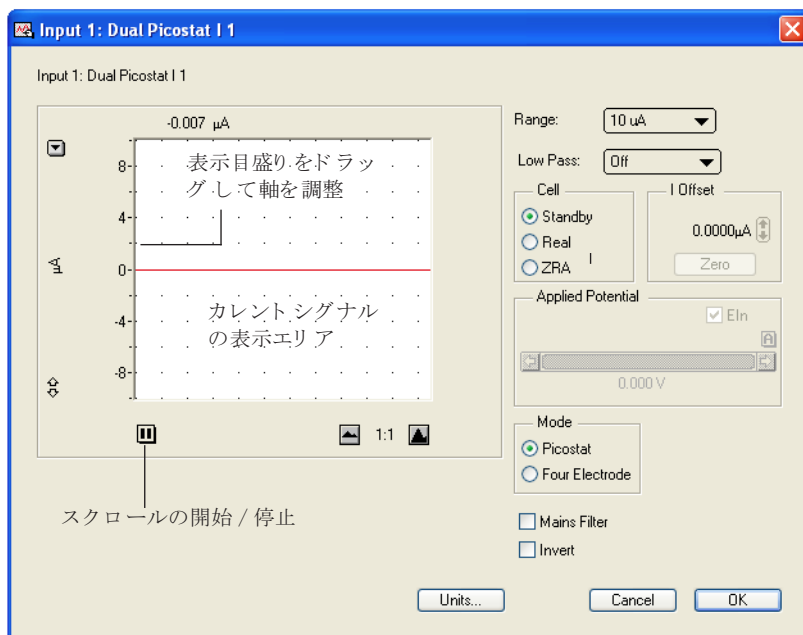 Input 1: Dual Picostat I 1
Input 1: Dual Picostat I 1
-0.007 µA
8
4
0
-4
-8
µA
表示目盛りをドラッ
グして軸を調整
カレントシグナル
の表示エリア
1:1
スクロールの開始 / 停止
Range: 10 uA
Low Pass: Off
Cell
Standby
Real
ZRA
I
I Offset
0.0000µA
Zero
Applied Potential
EIn
A
0.000 V
Mode
Picostat
Four Electrode
Mains Filter
Invert
Units...
Cancel
OK